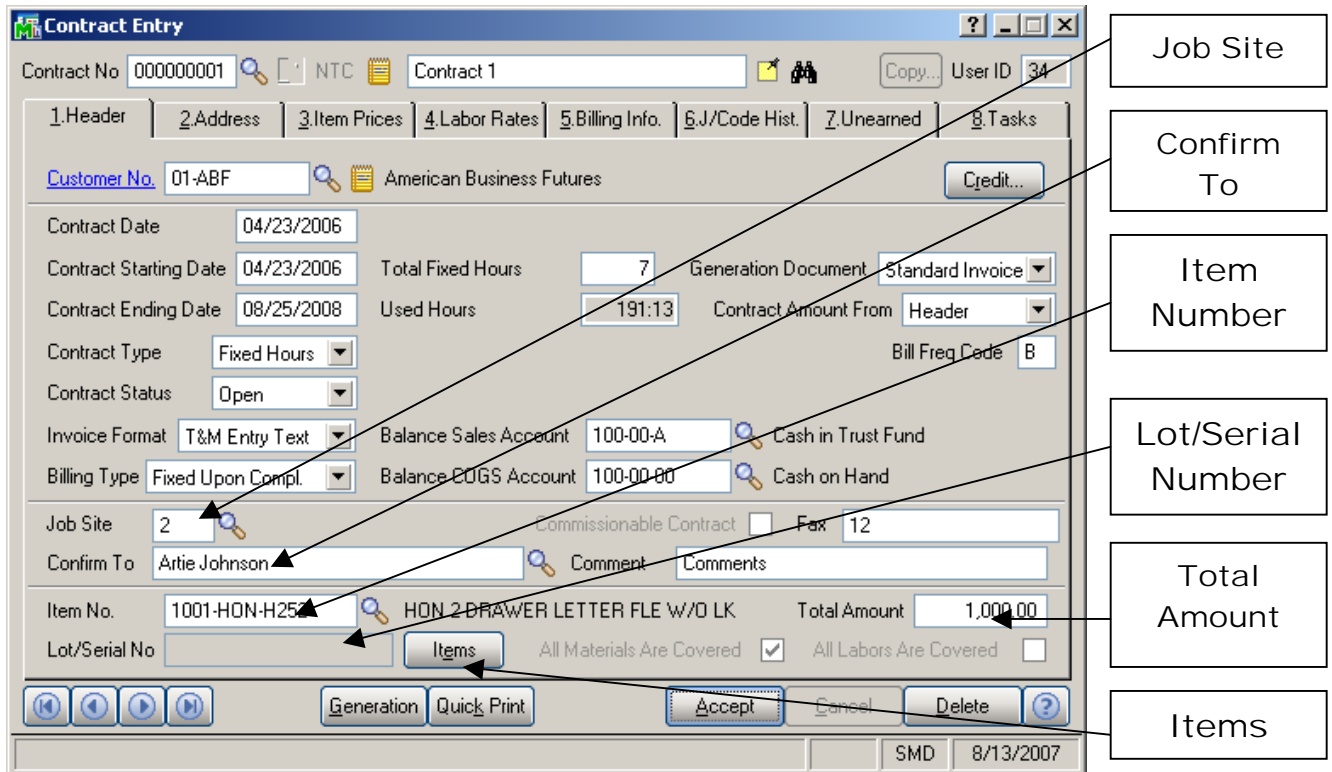 Contract Entry
Contract No 000000001 NTC Contract 1 Copy... User ID 34
1.Header 2.Address 3.Item Prices 4.Labor Rates 5.Billing Info. 6.J/Code Hist. 7.Unearned 8.Tasks
Customer No. 01-ABF American Business Futures Credit...
Contract Date 04/23/2006
Contract Starting Date 04/23/2006 Total Fixed Hours 7 Generation Document Standard Invoice
Contract Ending Date 08/25/2008 Used Hours 191:13 Contract Amount From Header
Contract Type Fixed Hours Bill Freq Code B
Contract Status Open
Invoice Format T&M Entry Text Balance Sales Account 100-00-A Cash in Trust Fund
Billing Type Fixed Upon Compl. Balance COGS Account 100-00-00 Cash on Hand
Job Site 2 Commissionable Contract Fax 12
Confirm To Artie Johnson Comment Comments
Item No. 1001-HON-H252 HON 2 DRAWER LETTER FLE W/O LK Total Amount 1,000.00
Lot/Serial No Items All Materials Are Covered All Labors Are Covered
Generation Quick Print Accept Cancel Delete
SMD 8/13/2007
Job Site
Confirm
To
Item
Number
Lot/Serial
Number
Total
Amount
Items